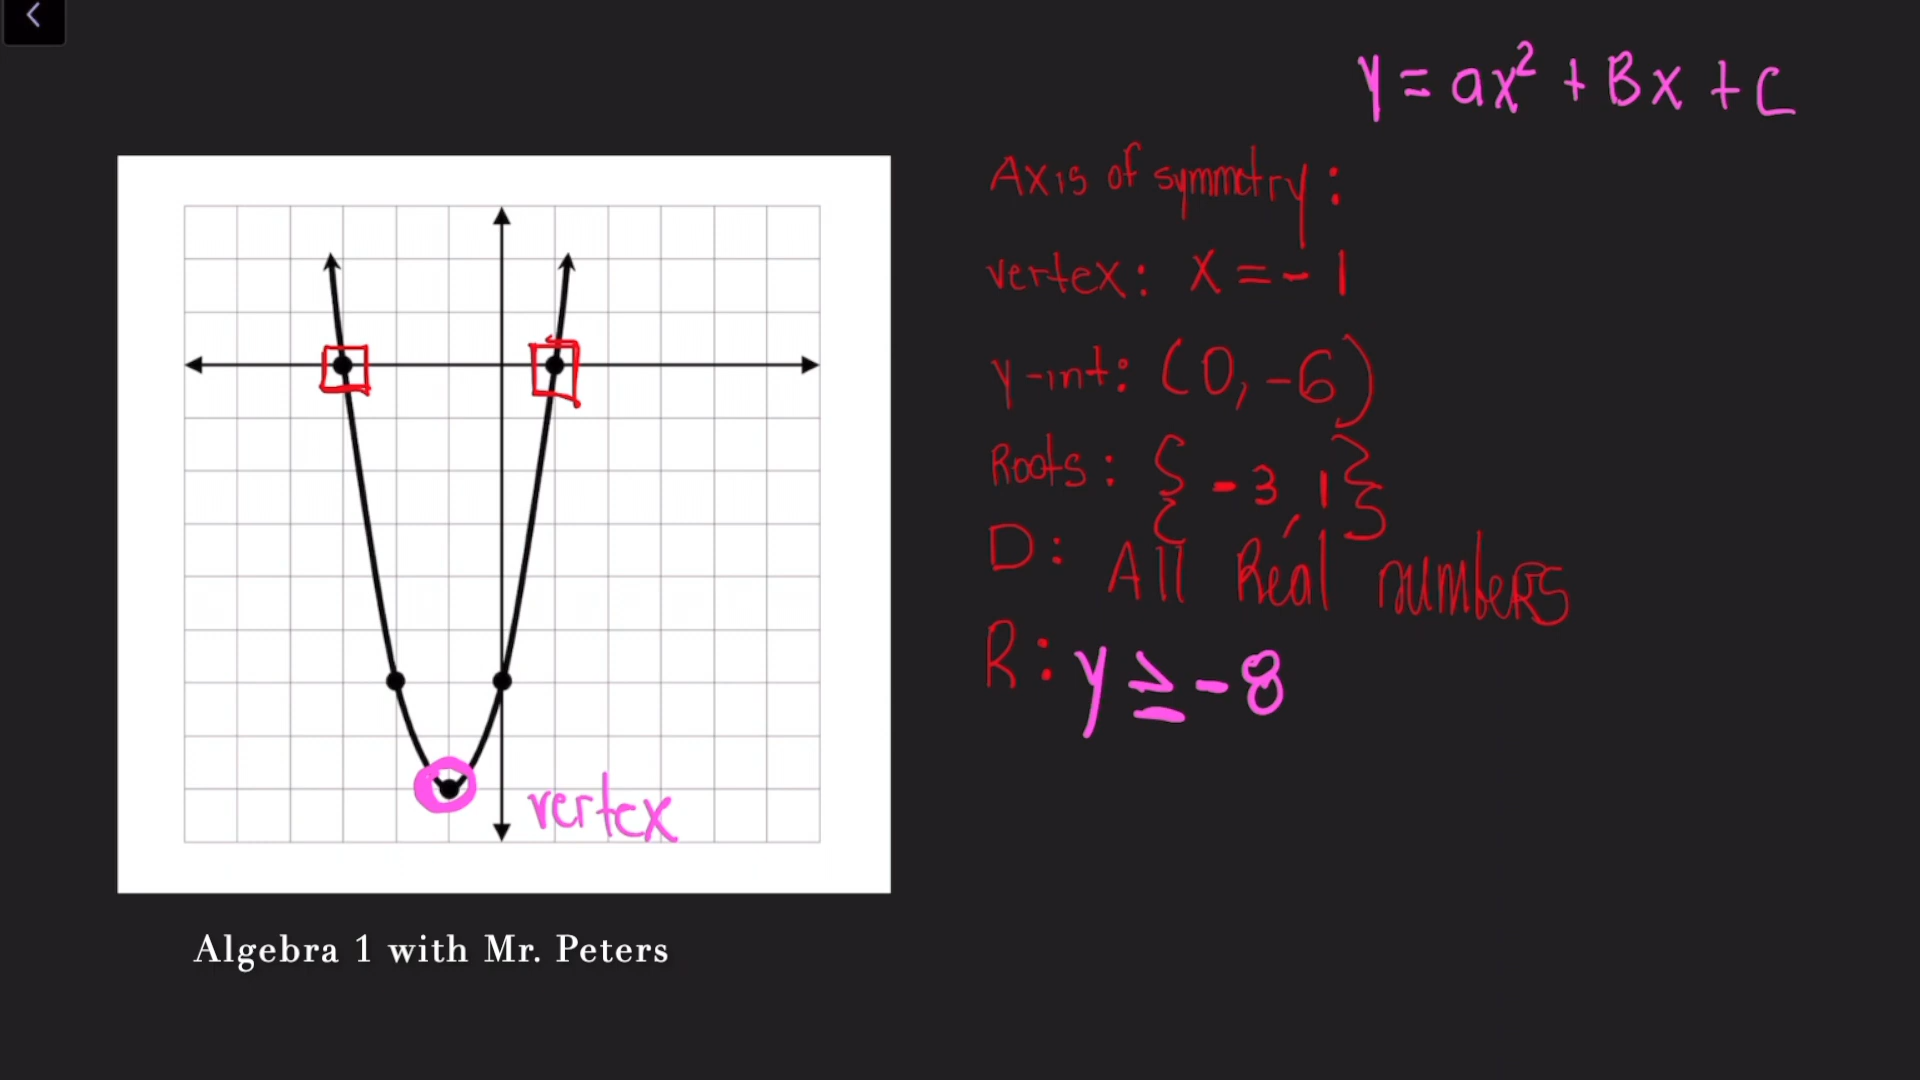 y = ax² + Bx + C
Axis of symmetry:
vertex: X = - 1
y-int: (0, -6)
Roots: { -3, 1 }
D: All Real numbers
R: y ≥ - 8
vertex
Algebra 1 with Mr. Peters